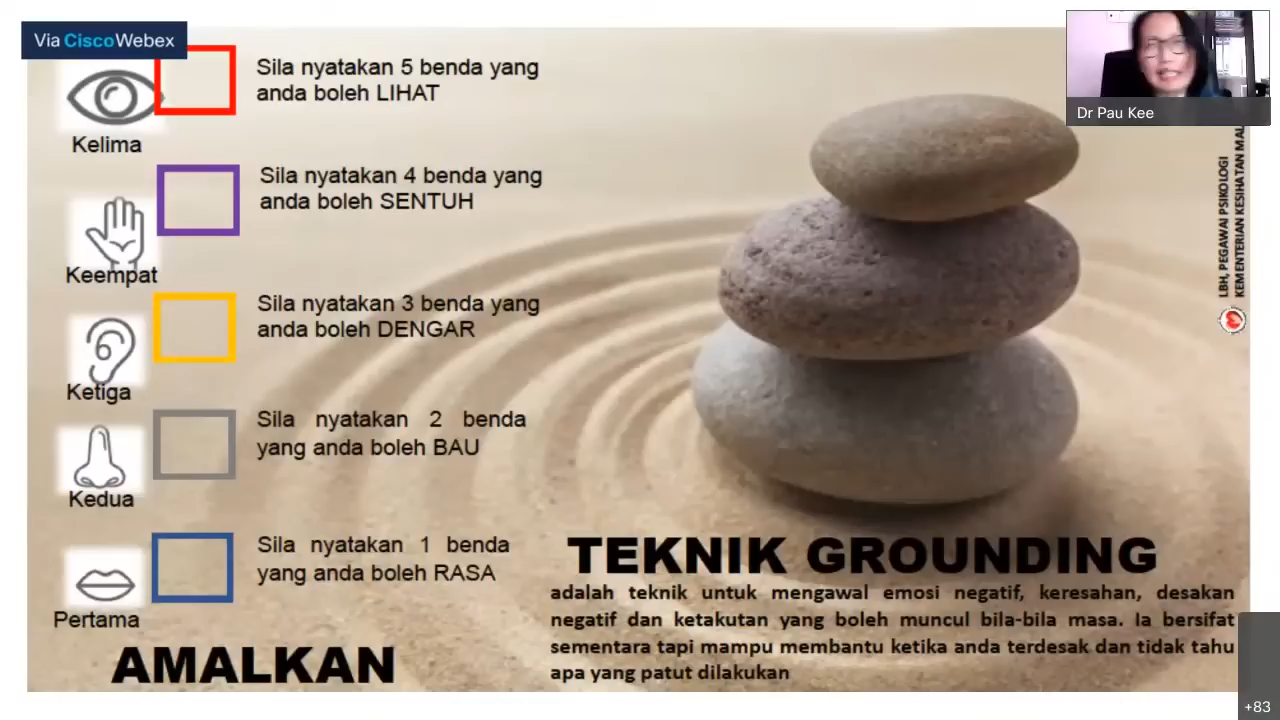 Via CiscoWebex
Sila nyatakan 5 benda yang
anda boleh LIHAT
Kelima
Sila nyatakan 4 benda yang
anda boleh SENTUH
Keempat
Sila nyatakan 3 benda yang
anda boleh DENGAR
Ketiga
Sila nyatakan 2 benda
yang anda boleh BAU
Kedua
Sila nyatakan 1 benda
yang anda boleh RASA
Pertama
AMALKAN
TEKNIK GROUNDING
adalah teknik untuk mengawal emosi negatif, keresahan, desakan
negatif dan ketakutan yang boleh muncul bila-bila masa. Ia bersifat
sementara tapi mampu membantu ketika anda terdesak dan tidak tahu
apa yang patut dilakukan
Dr Pau Kee
LBH, PEGAWAI PSIKOLOGI
KEMENTERIAN KESIHATAN
+83